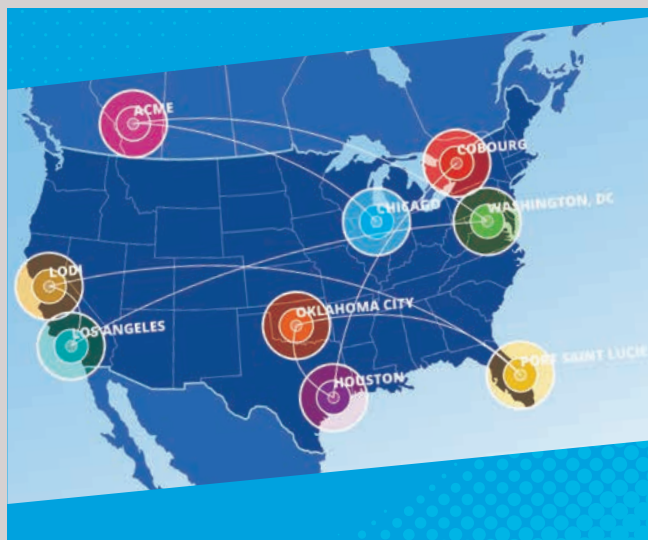 ACME
COBOURG
CHICAGO
WASHINGTON, DC
LODI
OKLAHOMA CITY
LOS ANGELES
PORT SAINT LUCIE
HOUSTON